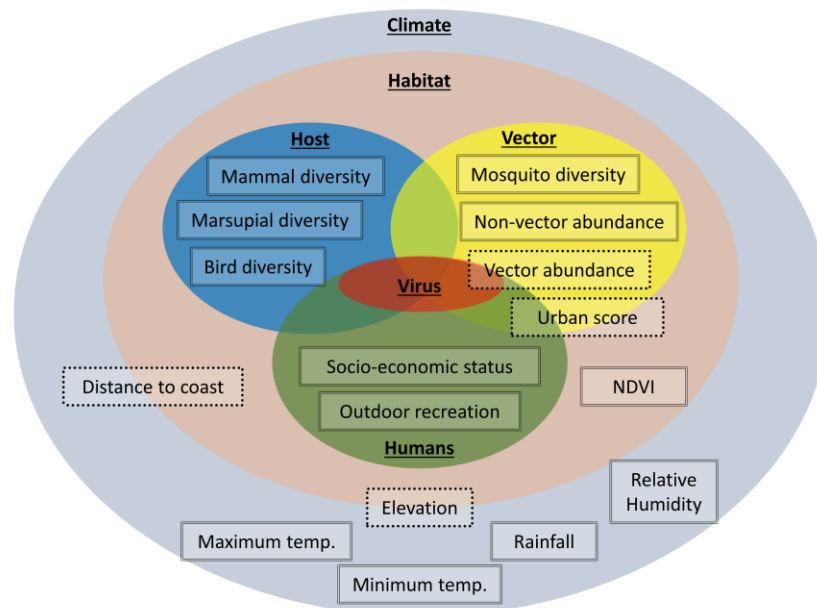 Climate
Habitat
Host
Vector
Mammal diversity
Mosquito diversity
Marsupial diversity
Non-vector abundance
Bird diversity
Vector abundance
Virus
Urban score
Socio-economic status
Distance to coast
NDVI
Outdoor recreation
Humans
Relative
Humidity
Elevation
Maximum temp.
Rainfall
Minimum temp.